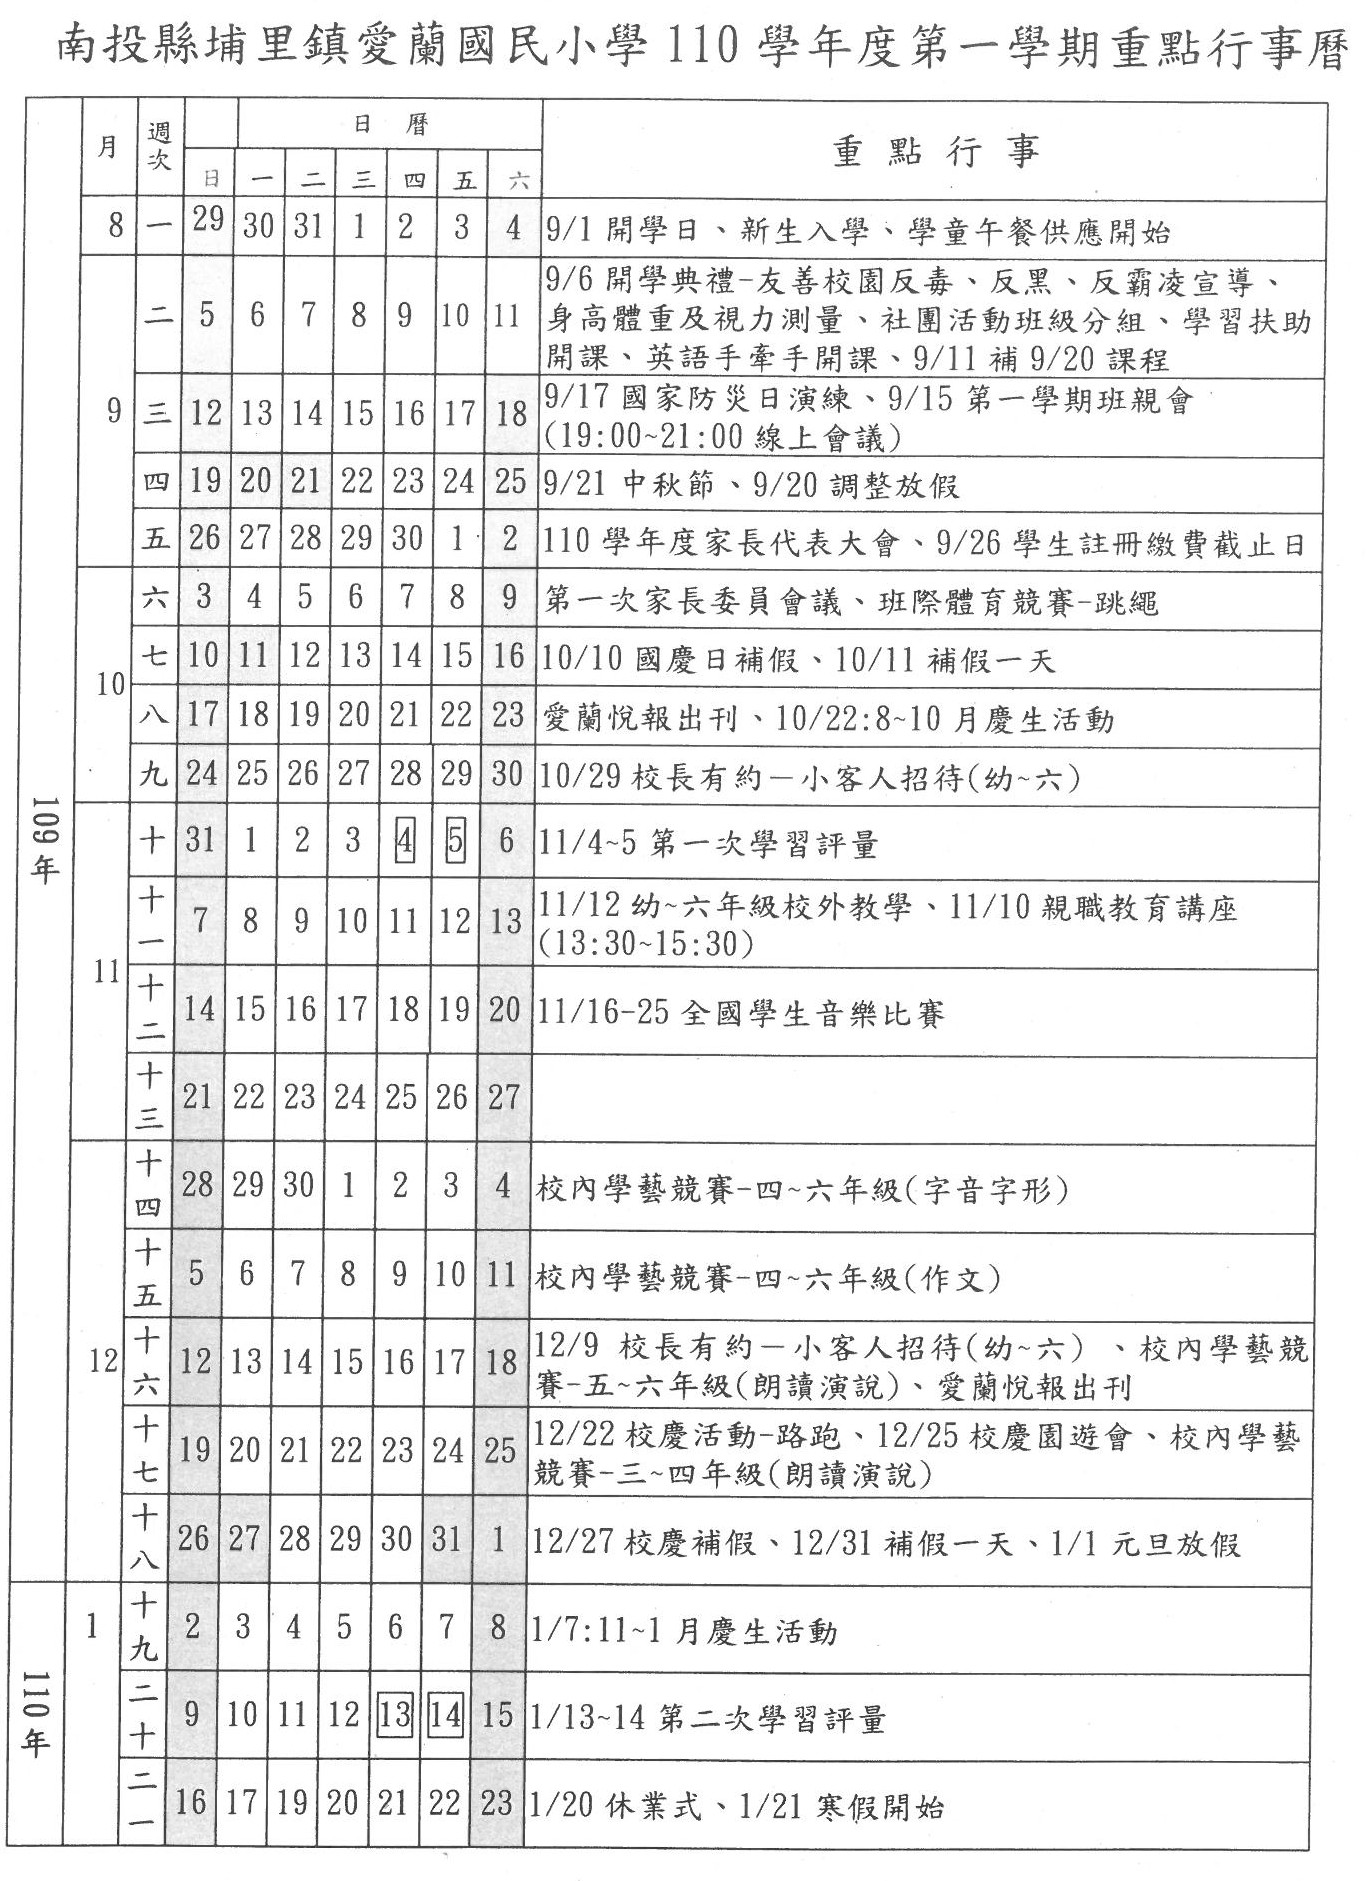 南投縣埔里鎮愛蘭國民小學 110 學年度第一學期重點行事曆
月 週次 日 曆 重 點 行 事
日 一 二 三 四 五 六
109 年
8 一 29 30 31 1 2 3 4 9/1 開學日、新生入學、學童午餐供應開始
9
二 5 6 7 8 9 10 11 9/6 開學典禮-友善校園反毒、反黑、反霸凌宣導、
身高體重及視力測量、社團活動班級分組、學習扶助
開課、英語手牽手開課、9/11 補 9/20 課程
三 12 13 14 15 16 17 18 9/17 國家防災日演練、9/15 第一學期班親會
(19:00~21:00 線上會議)
四 19 20 21 22 23 24 25 9/21 中秋節、9/20 調整放假
五 26 27 28 29 30 1 2 110 學年度家長代表大會、9/26 學生註冊繳費截止日
10
六 3 4 5 6 7 8 9 第一次家長委員會議、班際體育競賽-跳繩
七 10 11 12 13 14 15 16 10/10 國慶日補假、10/11 補假一天
八 17 18 19 20 21 22 23 愛蘭悅報出刊、10/22:8~10 月慶生活動
九 24 25 26 27 28 29 30 10/29 校長有約－小客人招待(幼~六)
11
十 31 1 2 3 4 5 6 11/4~5 第一次學習評量
十一 7 8 9 10 11 12 13 11/12 幼~六年級校外教學、11/10 親職教育講座
(13:30~15:30)
十二 14 15 16 17 18 19 20 11/16-25 全國學生音樂比賽
十三 21 22 23 24 25 26 27
12
十四 28 29 30 1 2 3 4 校內學藝競賽-四~六年級(字音字形)
十五 5 6 7 8 9 10 11 校內學藝競賽-四~六年級(作文)
十六 12 13 14 15 16 17 18 12/9 校長有約－小客人招待(幼~六) 、校內學藝競
賽-五~六年級(朗讀演說)、愛蘭悅報出刊
十七 19 20 21 22 23 24 25 12/22 校慶活動-路跑、12/25 校慶園遊會、校內學藝
競賽-三~四年級(朗讀演說)
十八 26 27 28 29 30 31 1 12/27 校慶補假、12/31 補假一天、1/1 元旦放假
110 年
1
十九 2 3 4 5 6 7 8 1/7:11~1 月慶生活動
二十 9 10 11 12 13 14 15 1/13~14 第二次學習評量
二一 16 17 19 20 21 22 23 1/20 休業式、1/21 寒假開始